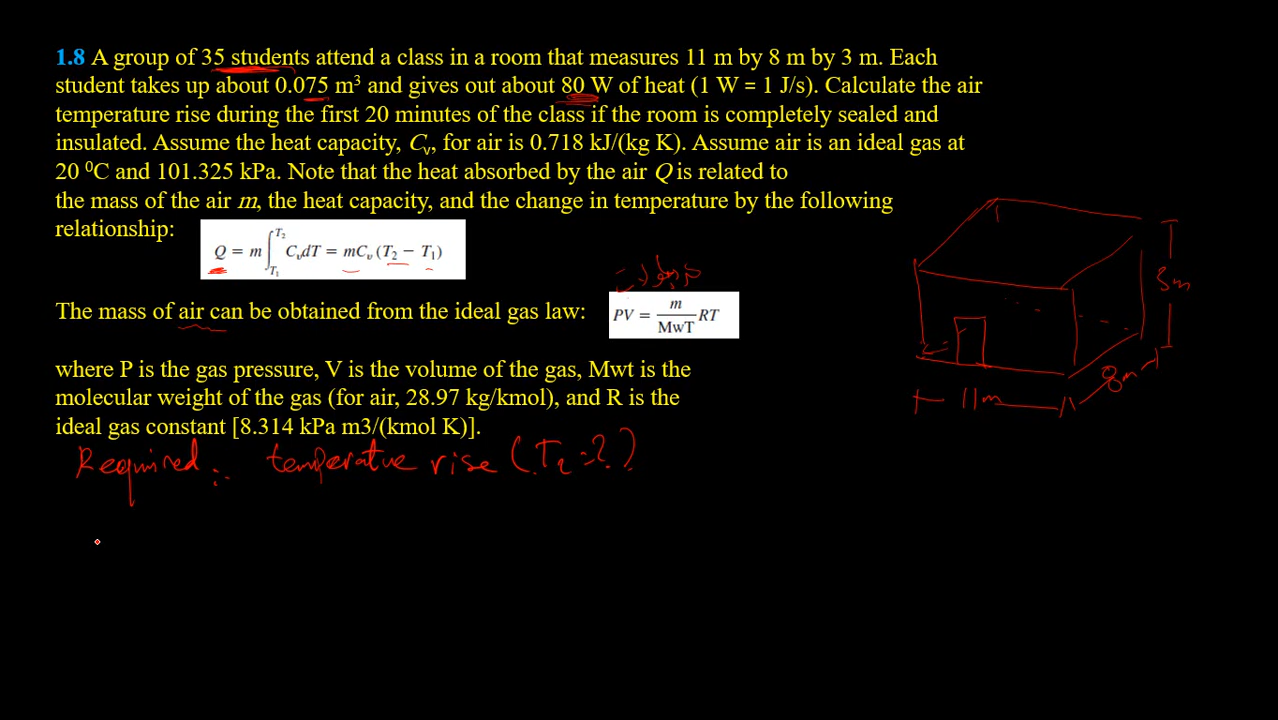 1.8 A group of 35 students attend a class in a room that measures 11 m by 8 m by 3 m. Each
student takes up about 0.075 m³ and gives out about 80 W of heat (1 W = 1 J/s). Calculate the air
temperature rise during the first 20 minutes of the class if the room is completely sealed and
insulated. Assume the heat capacity, Cᵥ, for air is 0.718 kJ/(kg K). Assume air is an ideal gas at
20 ⁰C and 101.325 kPa. Note that the heat absorbed by the air Q is related to
the mass of the air m, the heat capacity, and the change in temperature by the following
relationship:
Q = m ∫_{T₁}^{T₂} CᵥdT = mCᵥ (T₂ − T₁)
The mass of air can be obtained from the ideal gas law:
PV = m/MwT RT
where P is the gas pressure, V is the volume of the gas, Mwt is the
molecular weight of the gas (for air, 28.97 kg/kmol), and R is the
ideal gas constant [8.314 kPa m3/(kmol K)].
Required: temperature rise (T₂ = ?)
3m
8m
11m